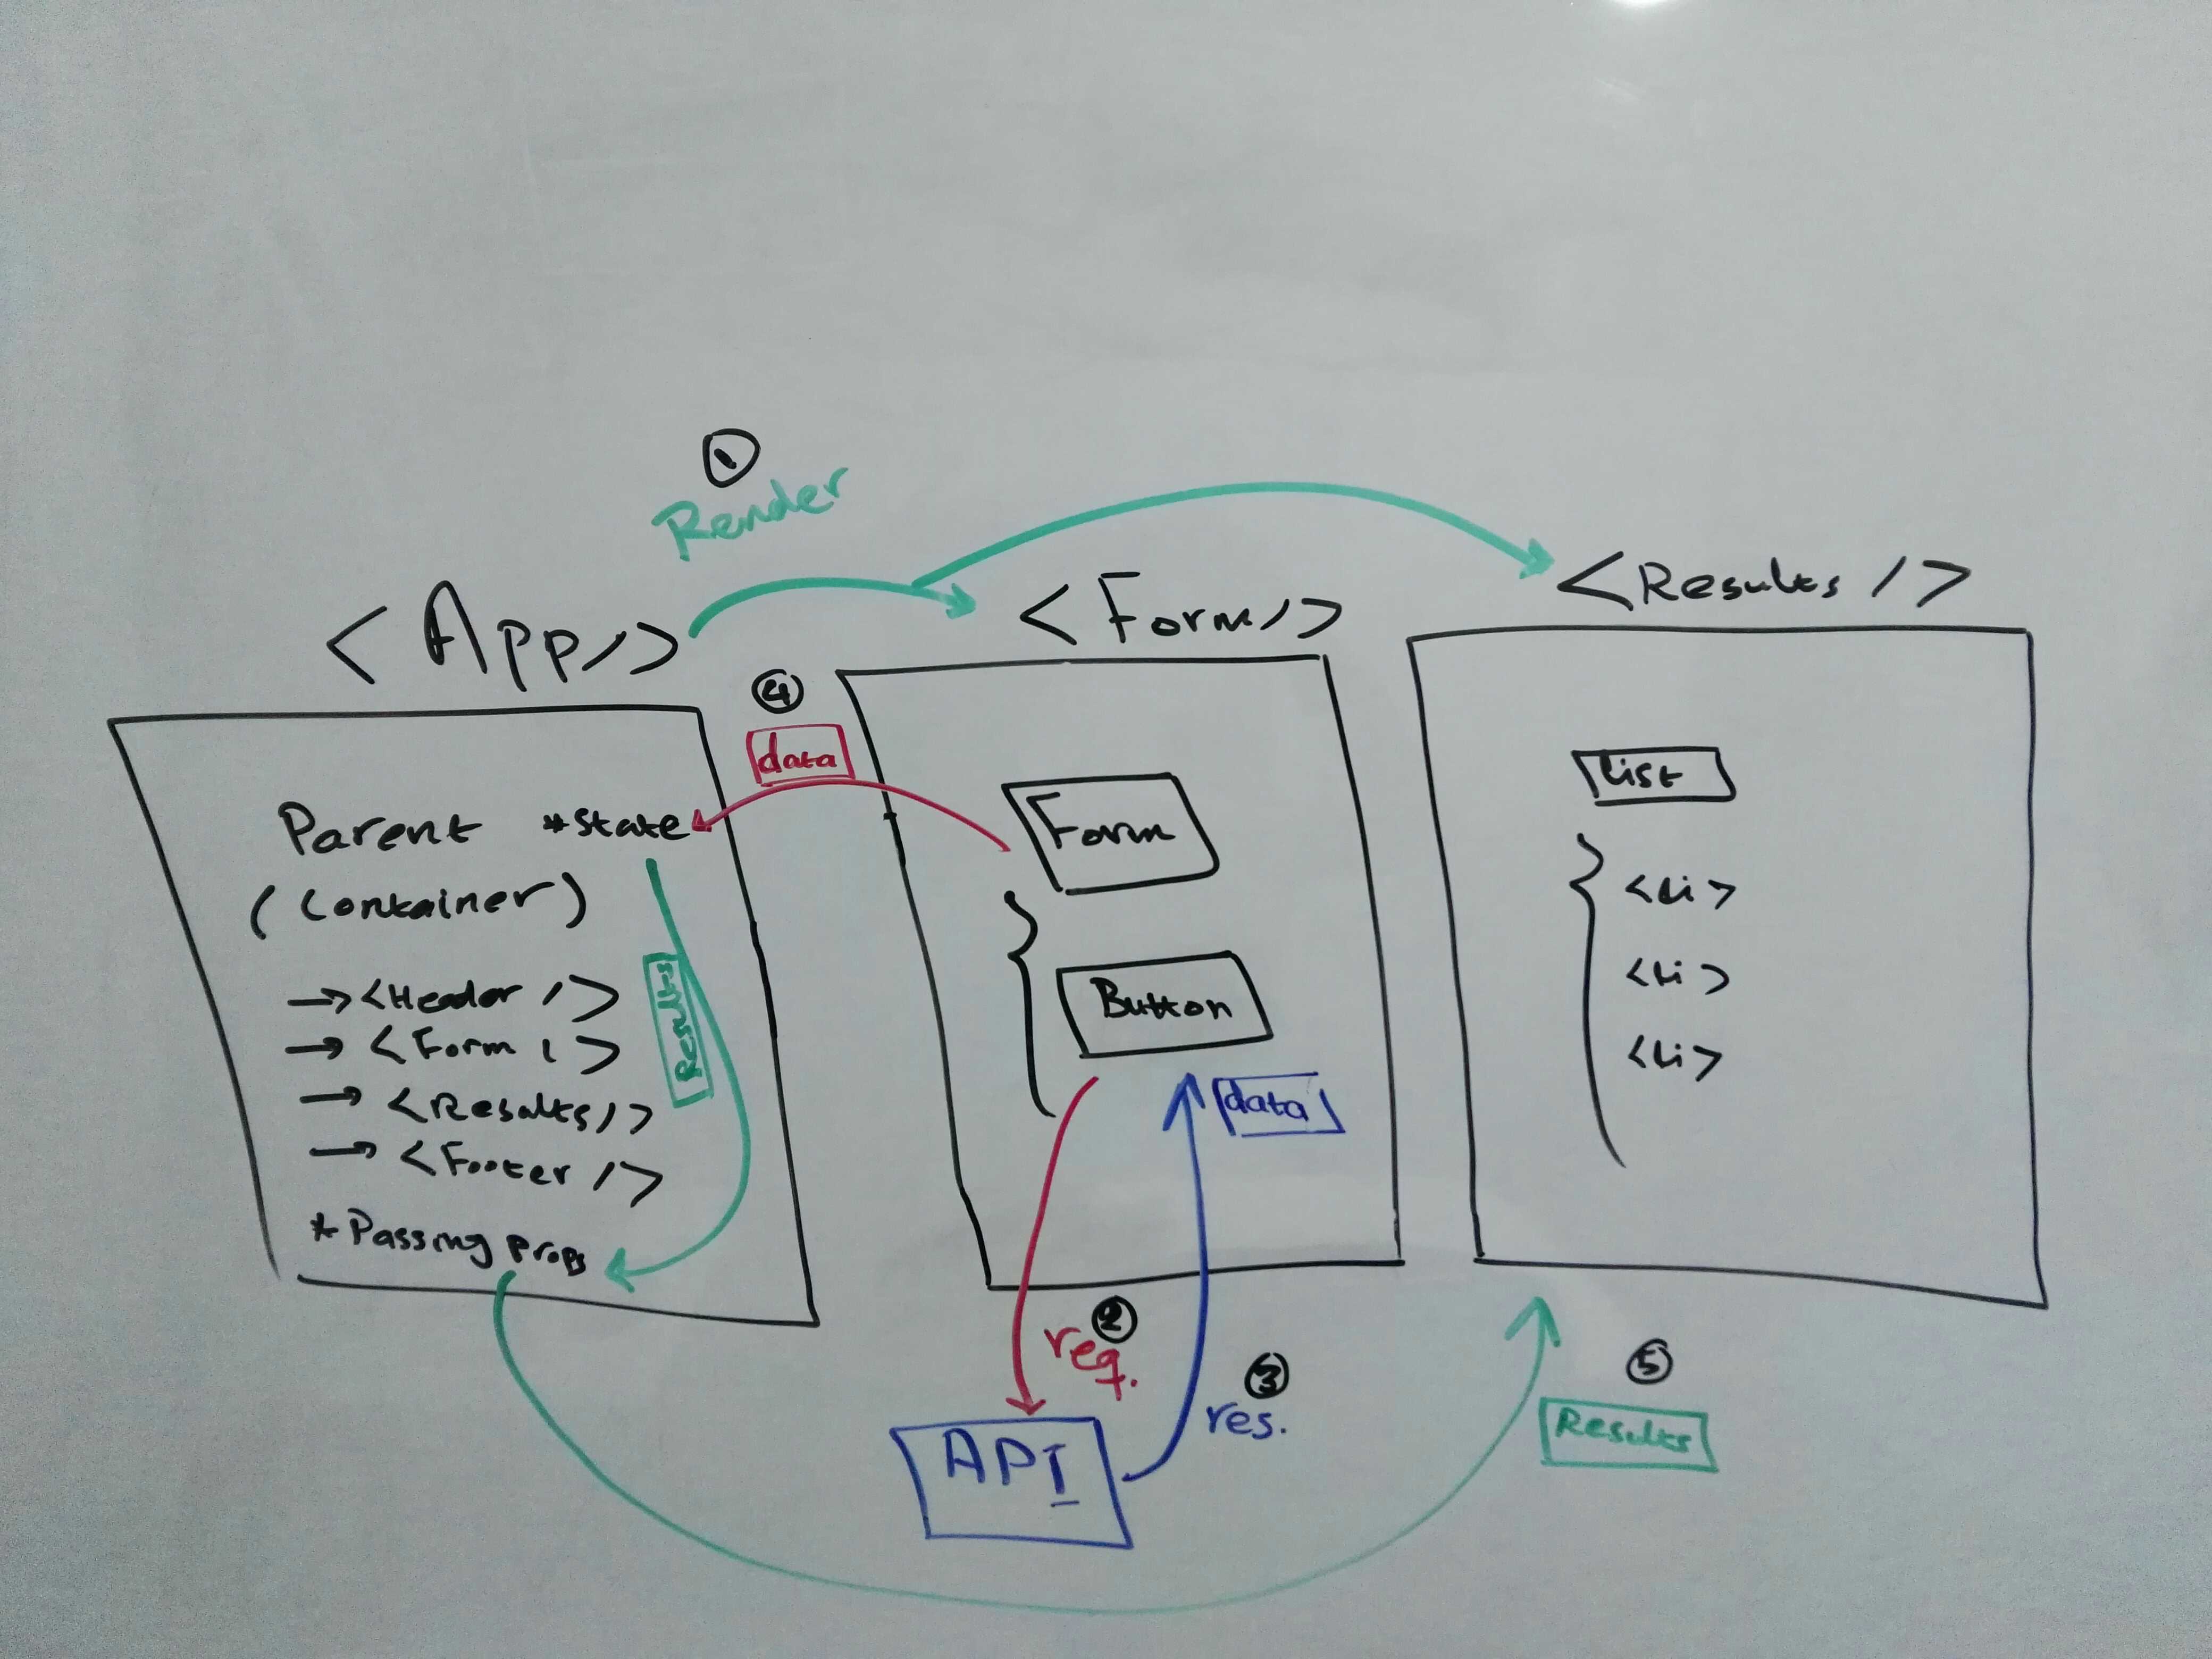 ①
Render
<App/>
<Form/>
<Results/>
④
data
Parent *state
(Container)
→ <Header />
→ <Form / >
→ <Results/>
→ <Footer />
* Passing props
Results
Form
Button
data
② req.
③
res.
API
List
<Li>
<Li>
<Li>
⑤
Results